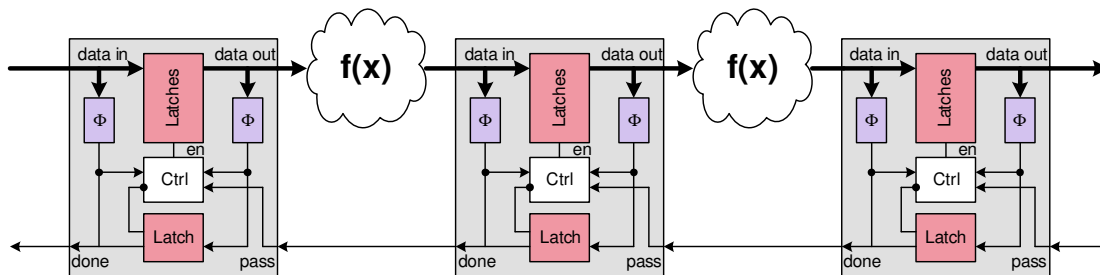 data in
data out
f(x)
data in
data out
f(x)
data in
data out
Φ
Latches
Φ
Φ
Latches
Φ
Φ
Latches
Φ
en
en
en
Ctrl
Ctrl
Ctrl
Latch
Latch
Latch
done
pass
done
pass
done
pass